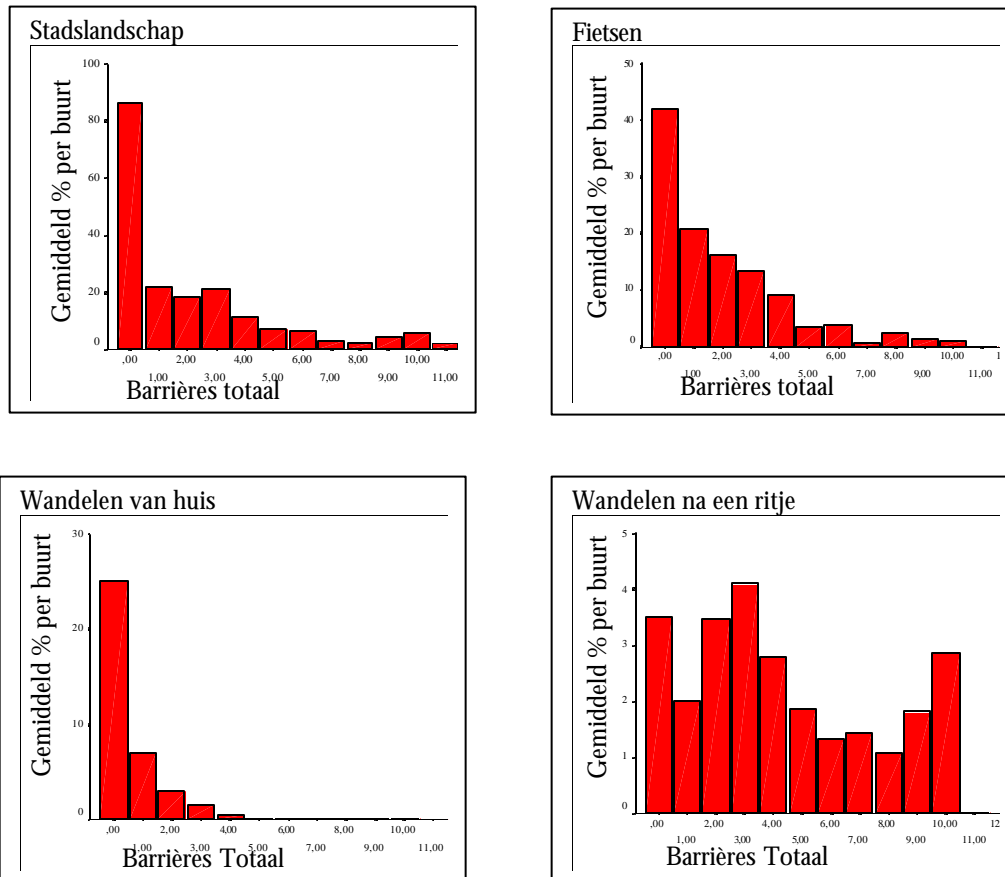 Stadslandschap
Gemiddeld % per buurt
100
80
60
40
20
0
,00 2,00 4,00 6,00 8,00 10,00
1,00 3,00 5,00 7,00 9,00 11,00
Barrières totaal
Fietsen
Gemiddeld % per buurt
50
40
30
20
10
0
,00 2,00 4,00 6,00 8,00 10,00 1
1,00 3,00 5,00 7,00 9,00 11,00
Barrières totaal
Wandelen van huis
Gemiddeld % per buurt
30
20
10
0
,00 2,00 4,00 6,00 8,00 10,00
1,00 3,00 5,00 7,00 9,00 11,00
Barrières Totaal
Wandelen na een ritje
Gemiddeld % per buurt
5
4
3
2
1
0
,00 2,00 4,00 6,00 8,00 10,00 12
1,00 3,00 5,00 7,00 9,00 11,00
Barrières Totaal